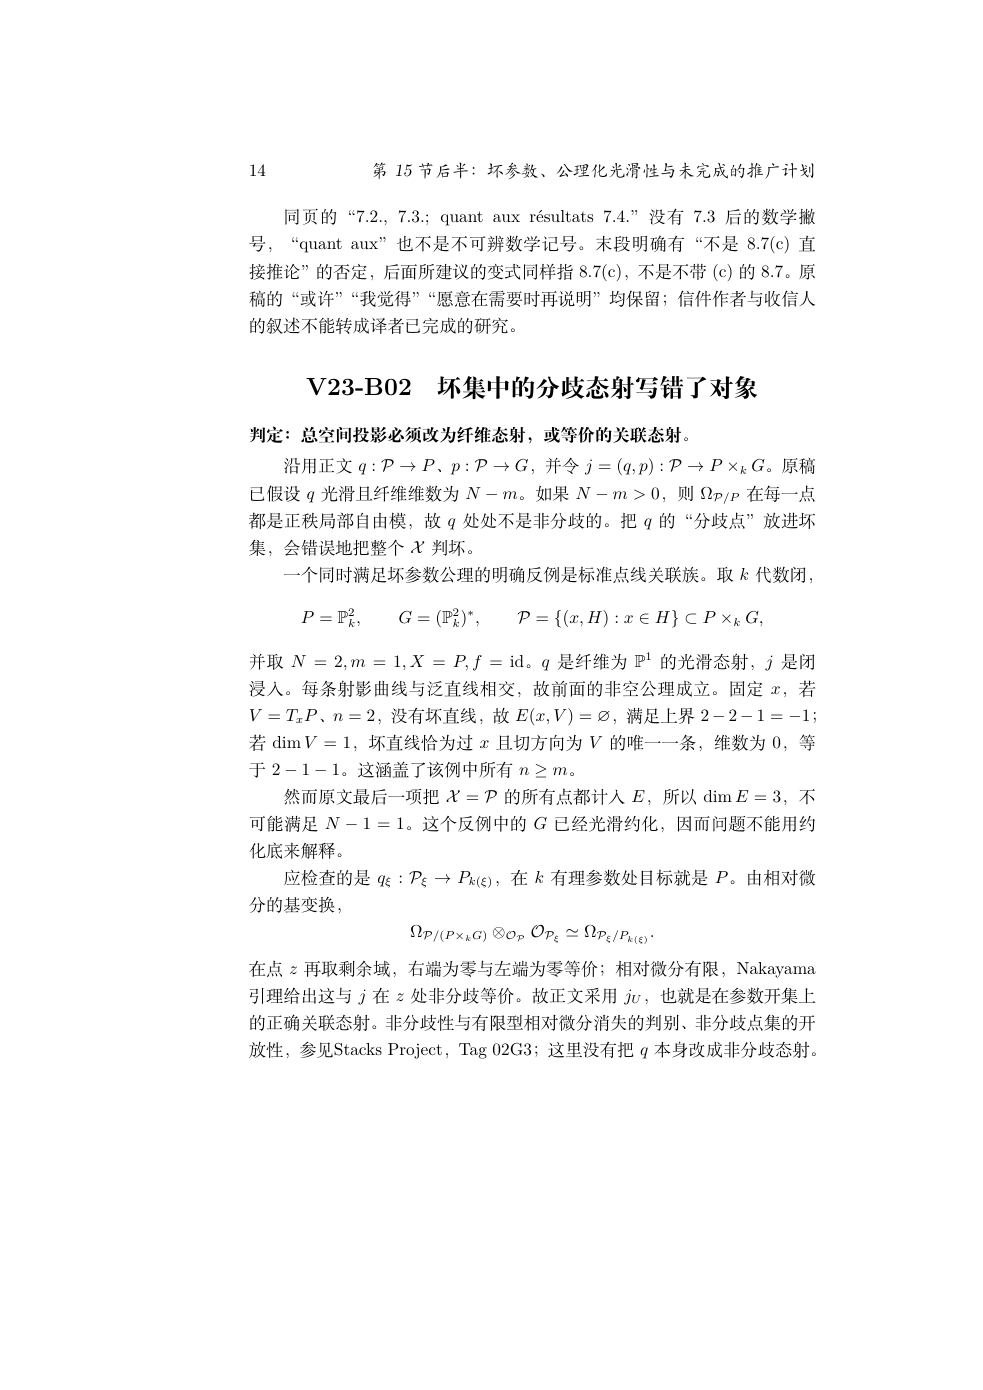 14 第 15 节后半：坏参数、公理化光滑性与未完成的推广计划
同页的 “7.2., 7.3.; quant aux résultats 7.4.” 没有 7.3 后的数学撇
号， “quant aux” 也不是不可辨数学记号。末段明确有 “不是 8.7(c) 直
接推论” 的否定，后面所建议的变式同样指 8.7(c)，不是不带 (c) 的 8.7。原
稿的 “或许” “我觉得” “愿意在需要时再说明” 均保留；信件作者与收信人
的叙述不能转成译者已完成的研究。
V23-B02 坏集中的分歧态射写错了对象
判定：总空间投影必须改为纤维态射，或等价的关联态射。
沿用正文 q : 𝒫 → P、p : 𝒫 → G，并令 j = (q, p) : 𝒫 → P ×ₖ G。原稿
已假设 q 光滑且纤维维数为 N − m。如果 N − m > 0，则 Ω_{𝒫/P} 在每一点
都是正秩局部自由模，故 q 处处不是非分歧的。把 q 的 “分歧点” 放进坏
集，会错误地把整个 𝒳 判坏。
一个同时满足坏参数公理的明确反例是标准点线关联族。取 k 代数闭，
P = ℙ²ₖ, G = (ℙ²ₖ)*, 𝒫 = {(x, H) : x ∈ H} ⊂ P ×ₖ G,
并取 N = 2, m = 1, X = P, f = id。q 是纤维为 ℙ¹ 的光滑态射，j 是闭
浸入。每条射影曲线与泛直线相交，故前面的非空公理成立。固定 x，若
V = TₓP、n = 2，没有坏直线，故 E(x, V) = ∅，满足上界 2 − 2 − 1 = −1；
若 dim V = 1，坏直线恰为过 x 且切方向为 V 的唯一一条，维数为 0，等
于 2 − 1 − 1。这涵盖了该例中所有 n ≥ m。
然而原文最后一项把 𝒳 = 𝒫 的所有点都计入 E，所以 dim E = 3，不
可能满足 N − 1 = 1。这个反例中的 G 已经光滑约化，因而问题不能用约
化底来解释。
应检查的是 q_ξ : 𝒫_ξ → P_{k(ξ)}，在 k 有理参数处目标就是 P。由相对微
分的基变换，
Ω_{𝒫/(P×ₖG)} ⊗_{𝒪_𝒫} 𝒪_{𝒫_ξ} ≃ Ω_{𝒫_ξ/P_{k(ξ)}}.
在点 z 再取剩余域，右端为零与左端为零等价；相对微分有限，Nakayama
引理给出这与 j 在 z 处非分歧等价。故正文采用 j_U，也就是在参数开集上
的正确关联态射。非分歧性与有限型相对微分消失的判别、非分歧点集的开
放性，参见Stacks Project，Tag 02G3；这里没有把 q 本身改成非分歧态射。